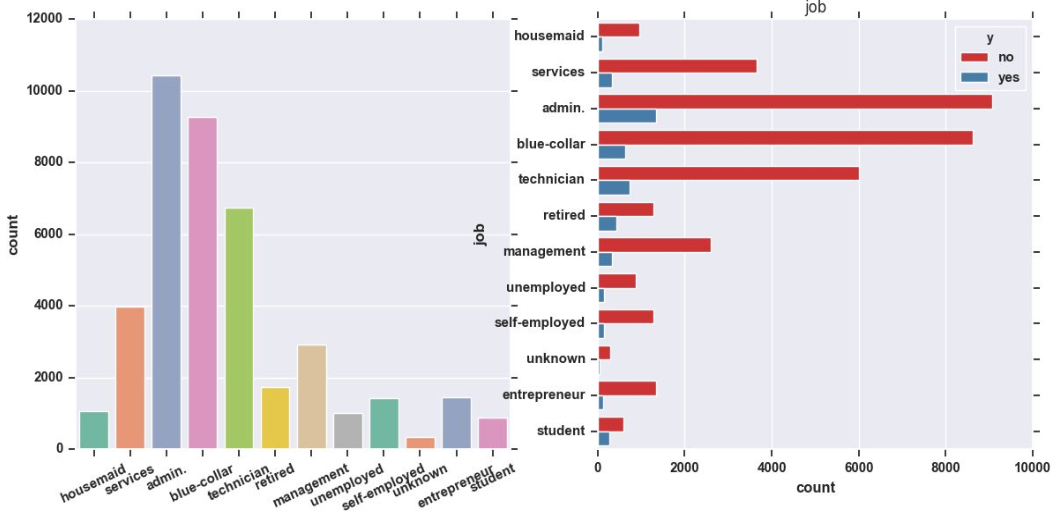 12000
10000
8000
6000
4000
2000
0
count
housemaid
services
admin.
blue-collar
technician
retired
management
unemployed
self-employed
unknown
entrepreneur
student
job
job
housemaid
services
admin.
blue-collar
technician
retired
management
unemployed
self-employed
unknown
entrepreneur
student
y
no
yes
0 2000 4000 6000 8000 10000
count